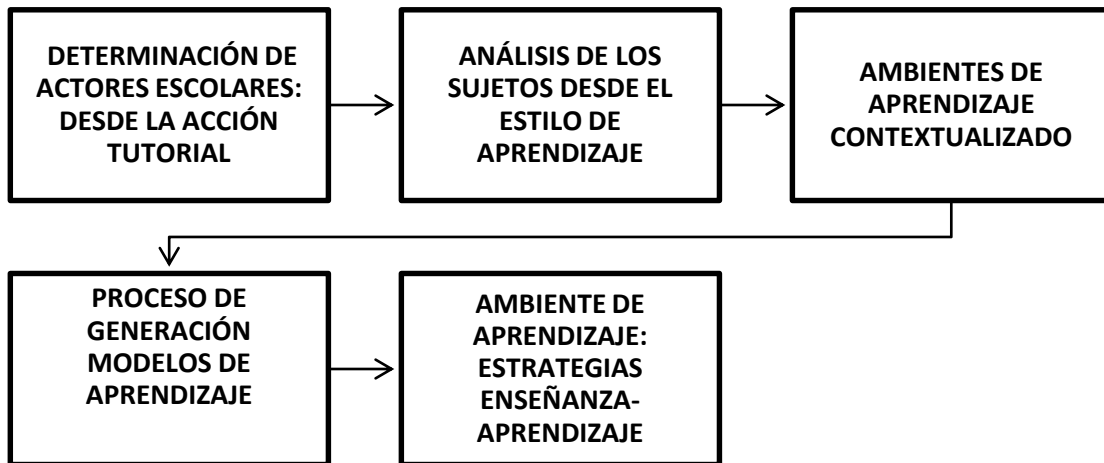 DETERMINACIÓN DE
ACTORES ESCOLARES:
DESDE LA ACCIÓN
TUTORIAL
ANÁLISIS DE LOS
SUJETOS DESDE EL
ESTILO DE
APRENDIZAJE
AMBIENTES DE
APRENDIZAJE
CONTEXTUALIZADO
PROCESO DE
GENERACIÓN
MODELOS DE
APRENDIZAJE
AMBIENTE DE
APRENDIZAJE:
ESTRATEGIAS
ENSEÑANZA-
APRENDIZAJE